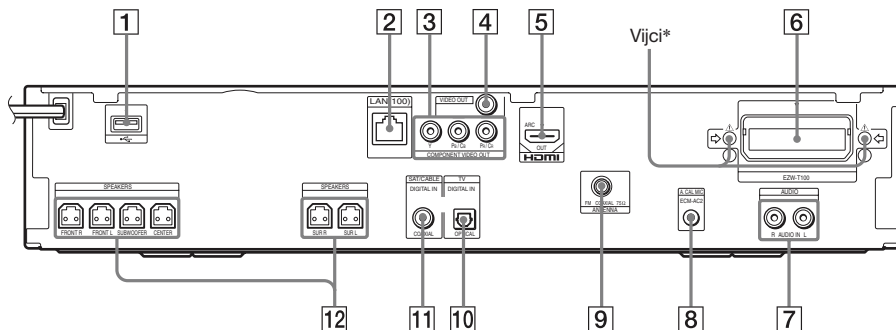 1
2
3
4
5
Vijci*
6
LAN(100)
VIDEO OUT
Y
PB / CB
PR / CR
COMPONENT VIDEO OUT
ARC
OUT
HDMI
EZW-T100
SPEAKERS
FRONT R
FRONT L
SUBWOOFER
CENTER
SPEAKERS
SUR R
SUR L
SAT/CABLE
DIGITAL IN
COAXIAL
TV
DIGITAL IN
OPTICAL
FM COAXIAL 75Ω
ANTENNA
A.CAL MIC
ECM-AC2
AUDIO
R AUDIO IN L
12
11
10
9
8
7